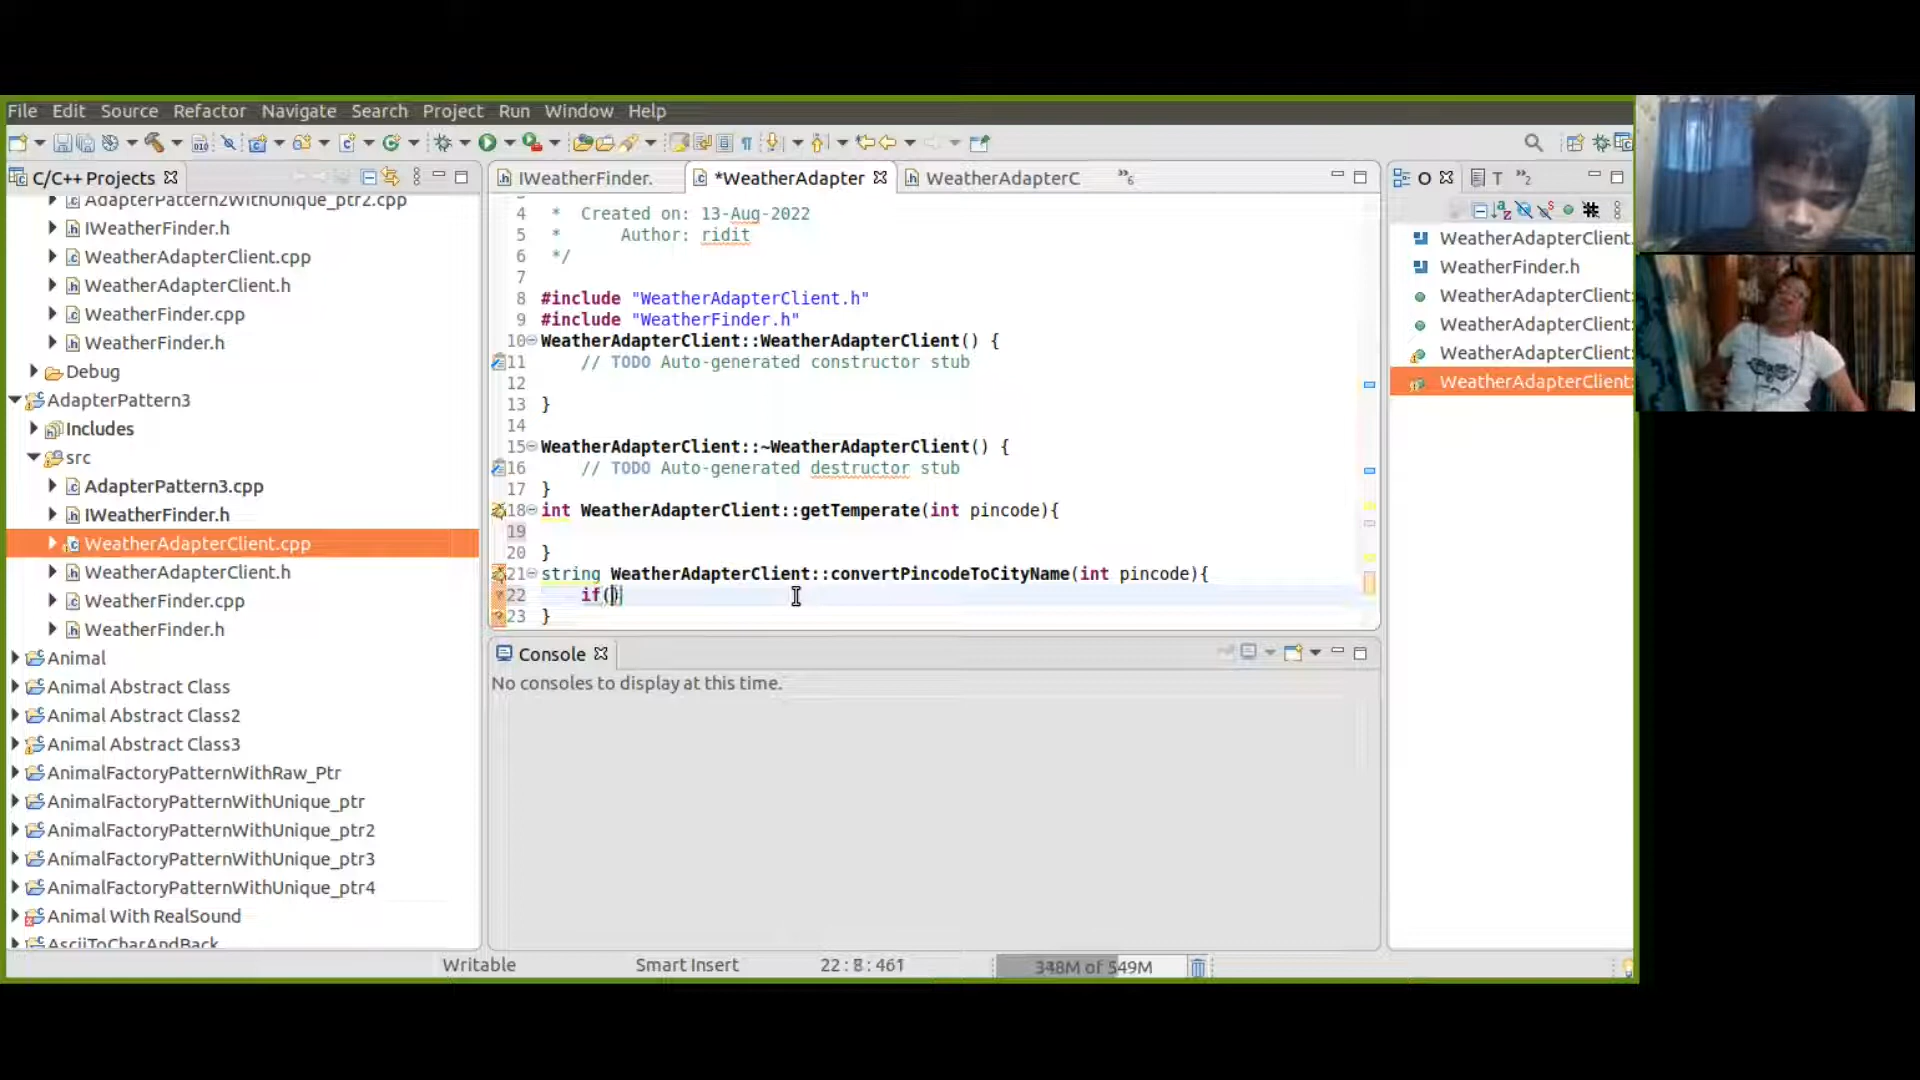 File Edit Source Refactor Navigate Search Project Run Window Help
C/C++ Projects
AdapterPattern2WithUnique_ptr2.cpp
IWeatherFinder.h
WeatherAdapterClient.cpp
WeatherAdapterClient.h
WeatherFinder.cpp
WeatherFinder.h
Debug
AdapterPattern3
Includes
src
AdapterPattern3.cpp
IWeatherFinder.h
WeatherAdapterClient.cpp
WeatherAdapterClient.h
WeatherFinder.cpp
WeatherFinder.h
Animal
Animal Abstract Class
Animal Abstract Class2
Animal Abstract Class3
AnimalFactoryPatternWithRaw_Ptr
AnimalFactoryPatternWithUnique_ptr
AnimalFactoryPatternWithUnique_ptr2
AnimalFactoryPatternWithUnique_ptr3
AnimalFactoryPatternWithUnique_ptr4
Animal With RealSound
AsciiToCharAndBack
IWeatherFinder. *WeatherAdapter WeatherAdapterC »6
4 * Created on: 13-Aug-2022
5 * Author: ridit
6 */
7
8 #include "WeatherAdapterClient.h"
9 #include "WeatherFinder.h"
10 WeatherAdapterClient::WeatherAdapterClient() {
11 // TODO Auto-generated constructor stub
12
13 }
14
15 WeatherAdapterClient::~WeatherAdapterClient() {
16 // TODO Auto-generated destructor stub
17 }
18 int WeatherAdapterClient::getTemperate(int pincode){
19
20 }
21 string WeatherAdapterClient::convertPincodeToCityName(int pincode){
22 if()
23 }
Console
No consoles to display at this time.
O T »2
WeatherAdapterClient.
WeatherFinder.h
WeatherAdapterClient:
WeatherAdapterClient:
WeatherAdapterClient:
WeatherAdapterClient:
Writable Smart Insert 22 : 8 : 461 348M of 549M